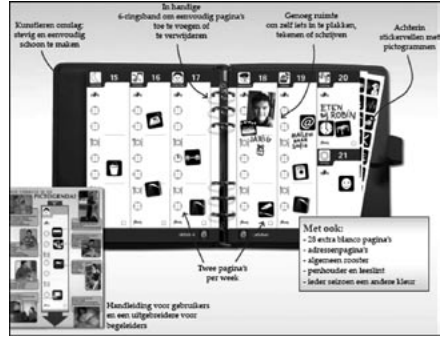 In handige
6-ringsband om eenvoudig pagina's
toe te voegen of
te verwijderen
Kunstleren omslag:
stevig en eenvoudig
schoon te maken
Genoeg ruimte
om zelf iets in te plakken,
tekenen of schrijven
Achterin
stickervellen met
pictogrammen
15
16
17
18
19
20
21
ETEN
ROBIN
JARIG
PICTOGENDA
Twee pagina's
per week
Met ook:
- 28 extra blanco pagina's
- adressenpagina's
- algemeen rooster
- penhouder en leeslint
- ieder seizoen een andere kleur
Handleiding voor gebruikers
en een uitgebreidere voor
begeleiders